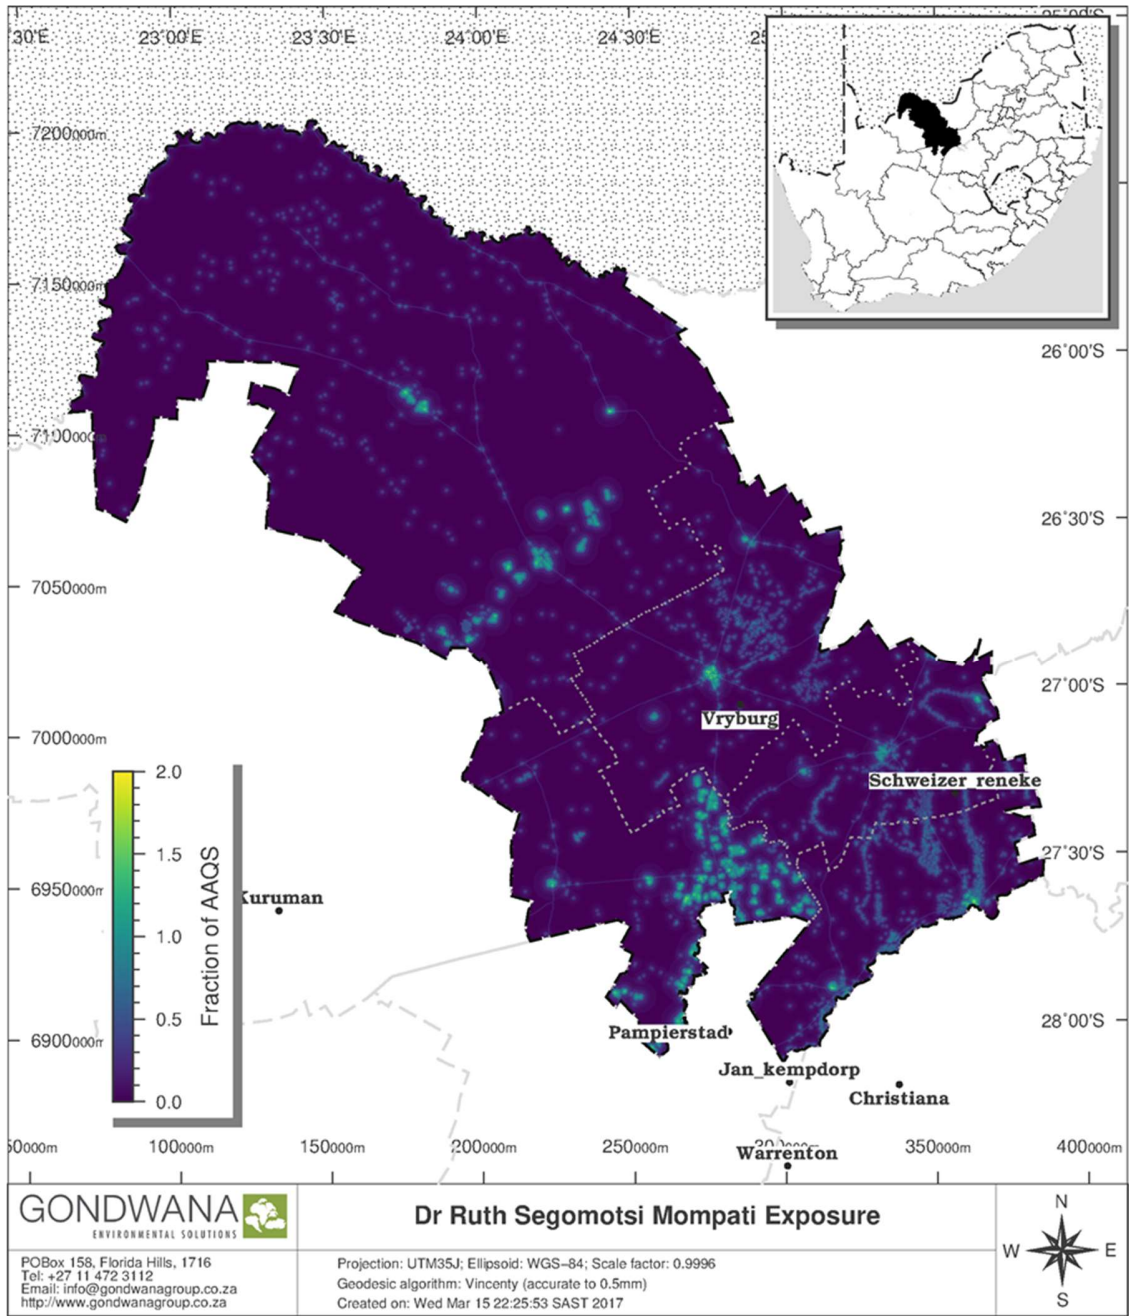 30'E 23°00'E 23°30'E 24°00'E 24°30'E
7200000m
7150000m
26°00'S
7100000m
26°30'S
7050000m
27°00'S
Vryburg
7000000m
Schweizer_reneke
2.0
1.5
27°30'S
6950000m
Kuruman
1.0
Fraction of AAQS
0.5
28°00'S
6900000m
Pampierstad
Jan_kempdorp
0.0
Christiana
50000m 100000m 150000m 200000m 250000m 300000m 350000m 400000m
Warrenton
GONDWANA
ENVIRONMENTAL SOLUTIONS
POBox 158, Florida Hills, 1716
Tel: +27 11 472 3112
Email: info@gondwanagroup.co.za
http://www.gondwanagroup.co.za
Dr Ruth Segomotsi Mompati Exposure
Projection: UTM35J; Ellipsoid: WGS-84; Scale factor: 0.9996
Geodesic algorithm: Vincenty (accurate to 0.5mm)
Created on: Wed Mar 15 22:25:53 SAST 2017
N
W E
S